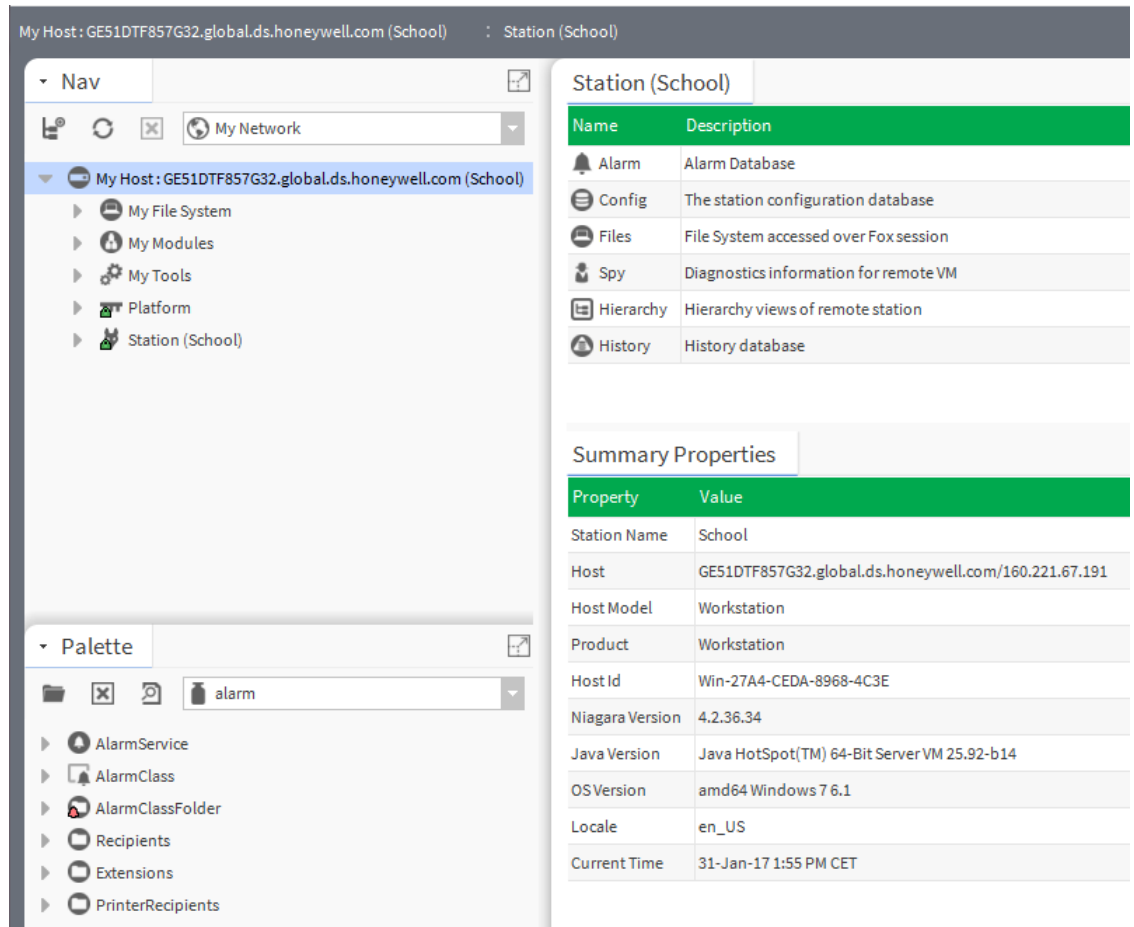 My Host : GE51DTF857G32.global.ds.honeywell.com (School) : Station (School)
Nav
My Network
My Host : GE51DTF857G32.global.ds.honeywell.com (School)
My File System
My Modules
My Tools
Platform
Station (School)
Palette
alarm
AlarmService
AlarmClass
AlarmClassFolder
Recipients
Extensions
PrinterRecipients
Station (School)
Name Description
Alarm Alarm Database
Config The station configuration database
Files File System accessed over Fox session
Spy Diagnostics information for remote VM
Hierarchy Hierarchy views of remote station
History History database
Summary Properties
Property Value
Station Name School
Host GE51DTF857G32.global.ds.honeywell.com/160.221.67.191
Host Model Workstation
Product Workstation
Host Id Win-27A4-CEDA-8968-4C3E
Niagara Version 4.2.36.34
Java Version Java HotSpot(TM) 64-Bit Server VM 25.92-b14
OS Version amd64 Windows 7 6.1
Locale en_US
Current Time 31-Jan-17 1:55 PM CET